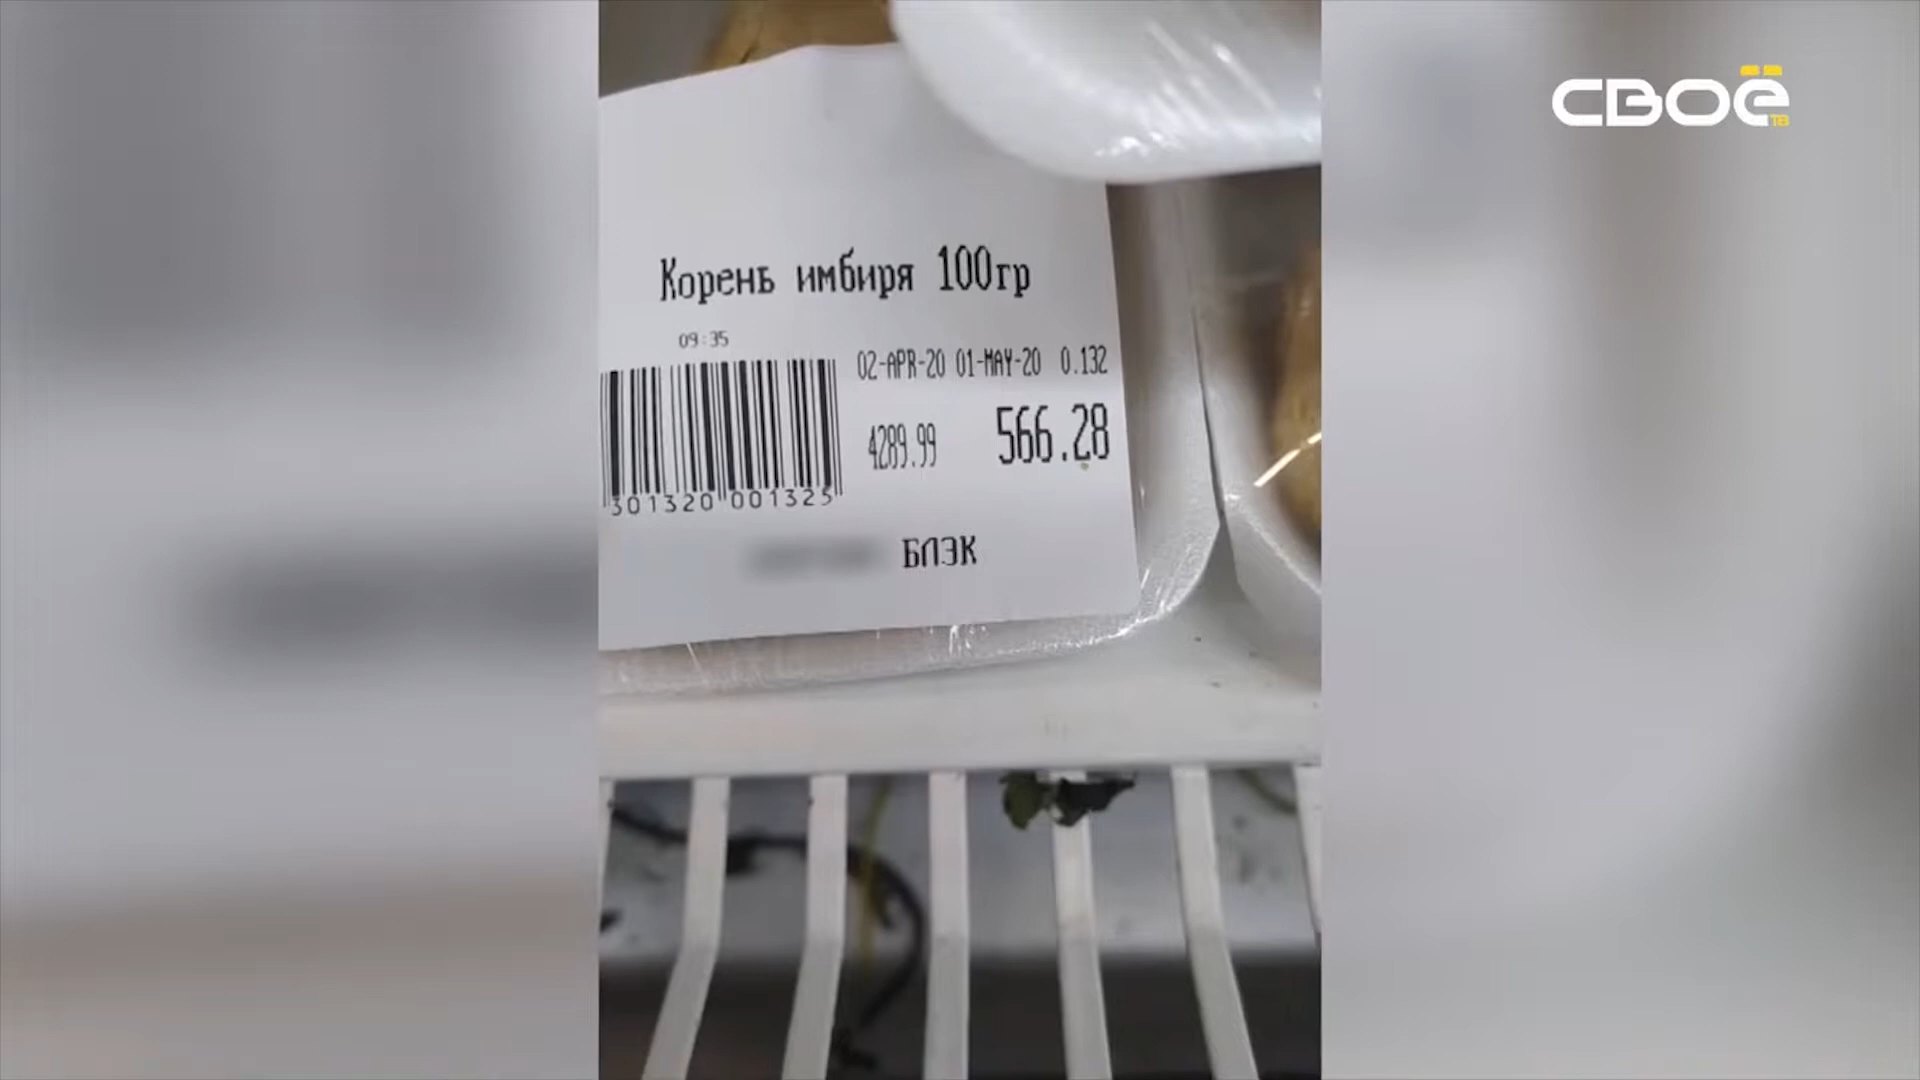 СВОЁ
ТВ
Корень имбиря 100гр
09:35
02-APR-20 01-MAY-20 0.132
4289.99 566.28
301320 001325
БЛЭК